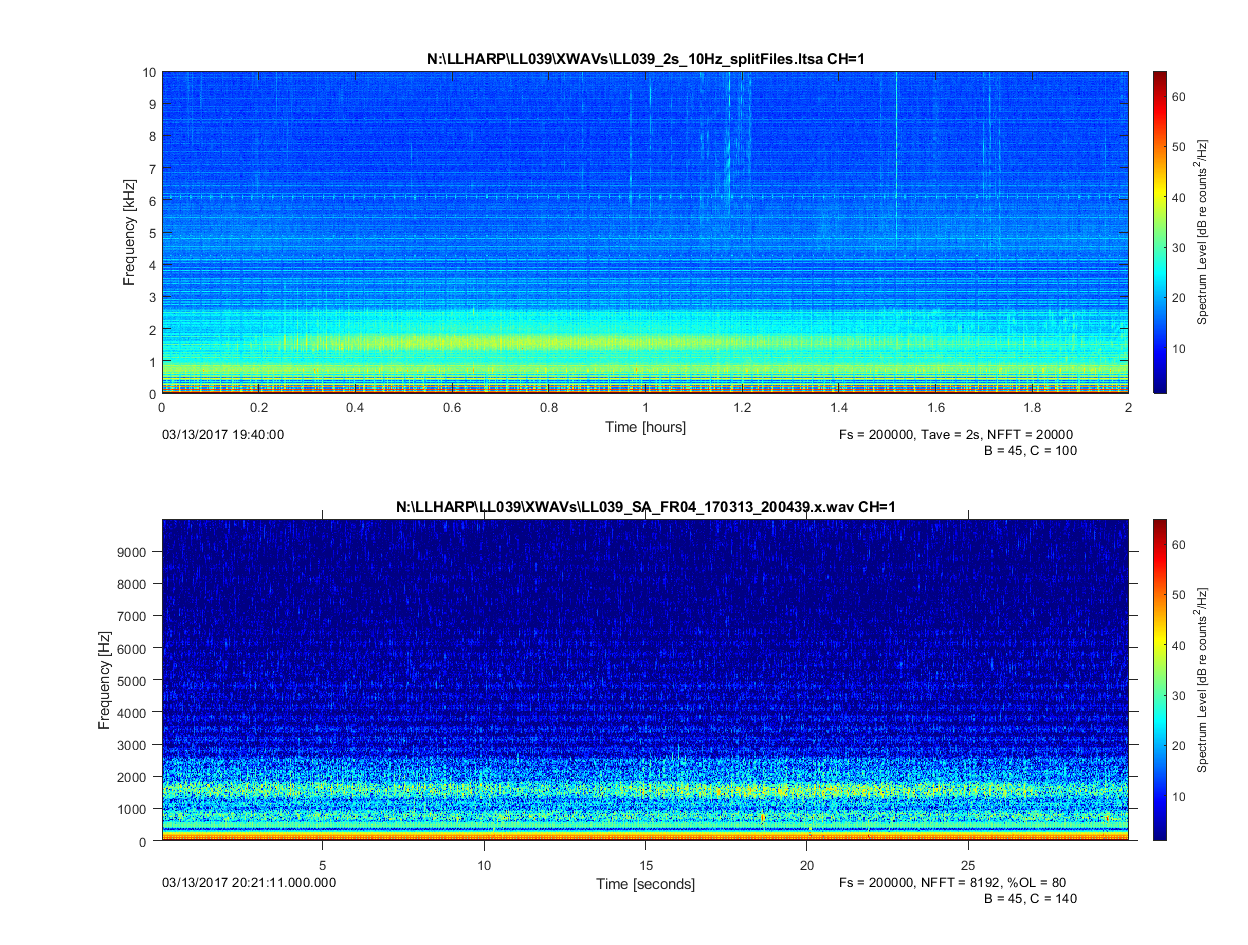 N:\LLHARP\LL039\XWAVs\LL039_2s_10Hz_splitFiles.ltsa CH=1
10
9
8
7
6
5
4
3
2
1
0
Frequency [kHz]
0 0.2 0.4 0.6 0.8 1 1.2 1.4 1.6 1.8 2
Time [hours]
03/13/2017 19:40:00
Fs = 200000, Tave = 2s, NFFT = 20000
B = 45, C = 100
60
50
40
30
20
10
Spectrum Level [dB re counts²/Hz]
N:\LLHARP\LL039\XWAVs\LL039_SA_FR04_170313_200439.x.wav CH=1
9000
8000
7000
6000
5000
4000
3000
2000
1000
0
Frequency [Hz]
5 10 15 20 25
Time [seconds]
03/13/2017 20:21:11.000.000
Fs = 200000, NFFT = 8192, %OL = 80
B = 45, C = 140
60
50
40
30
20
10
Spectrum Level [dB re counts²/Hz]